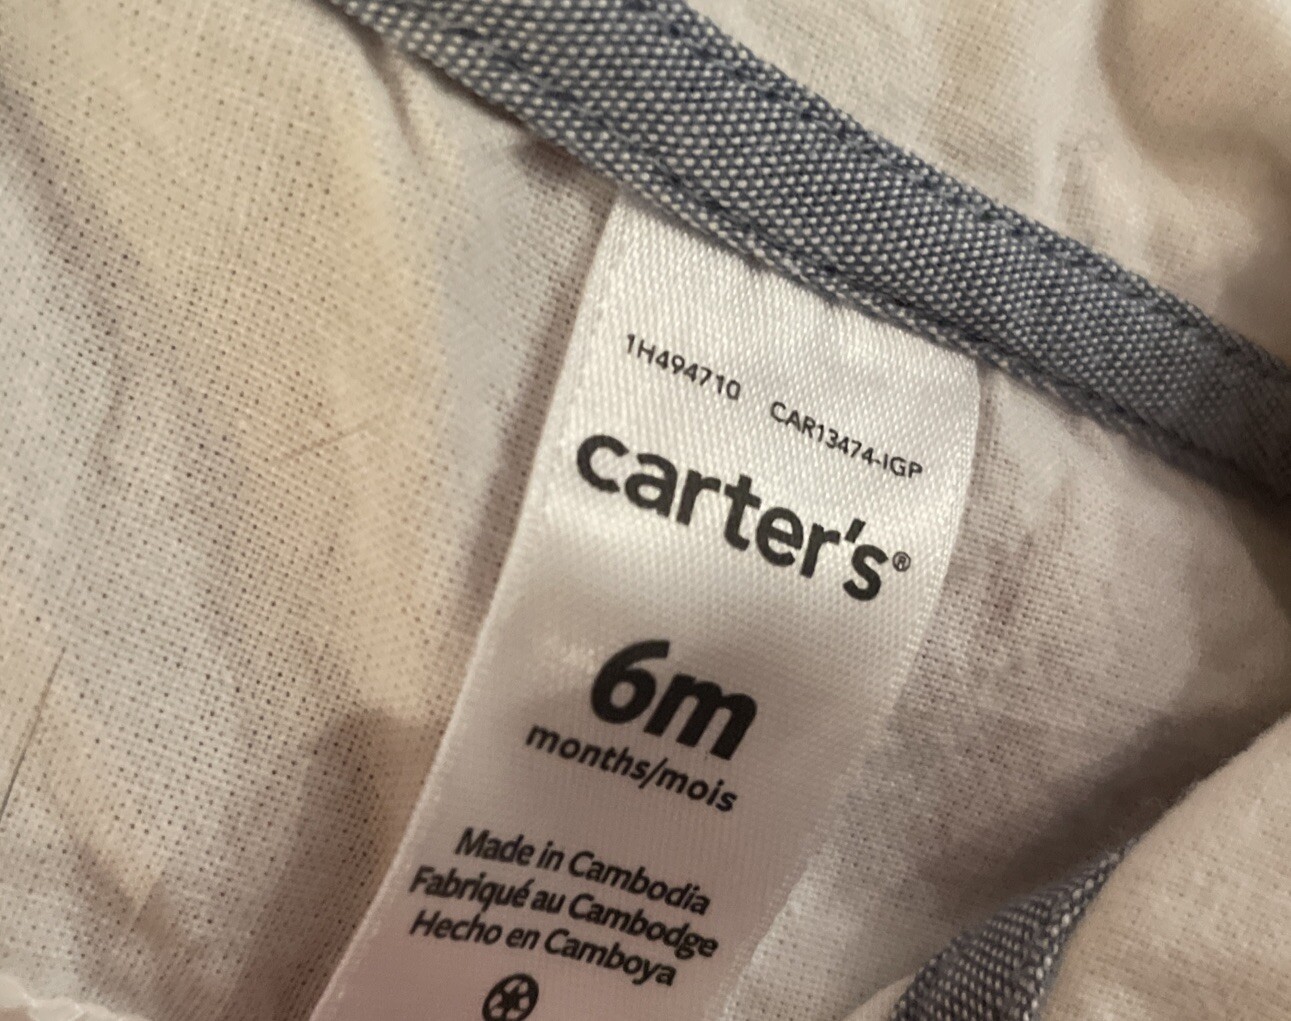 1H494710 CAR13474-IGP
carter's®
6m
months/mois
Made in Cambodia
Fabriqué au Cambodge
Hecho en Camboya